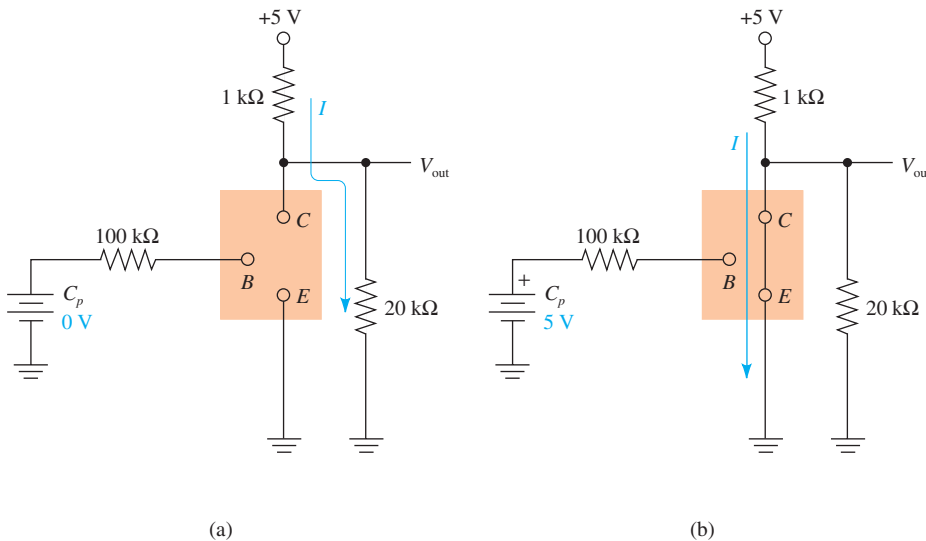 +5 V
1 kΩ
I
V_out
C
100 kΩ
B
E
C_p
0 V
20 kΩ
(a)
+5 V
1 kΩ
I
V_ou
C
100 kΩ
B
+
E
C_p
5 V
20 kΩ
(b)